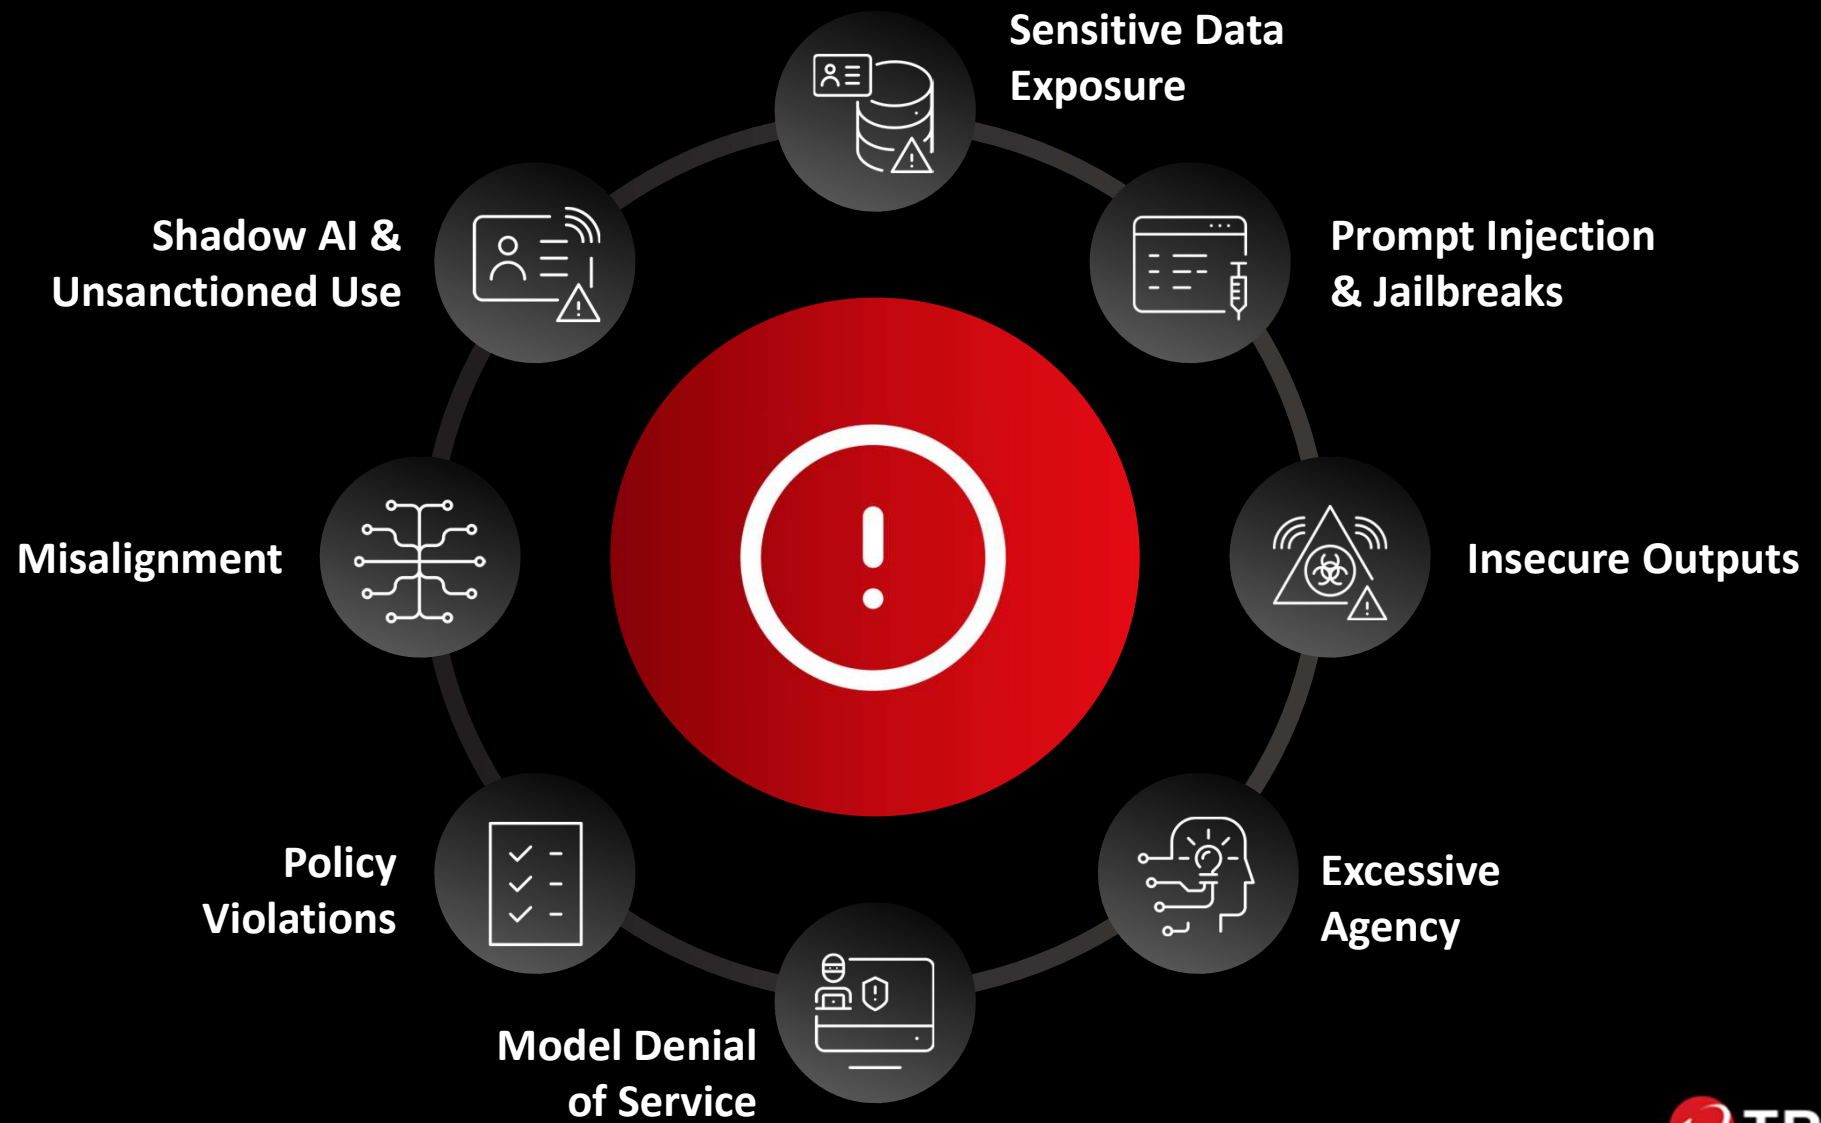 Sensitive Data
Exposure
Prompt Injection
& Jailbreaks
Insecure Outputs
Excessive
Agency
Model Denial
of Service
Policy
Violations
Misalignment
Shadow AI &
Unsanctioned Use